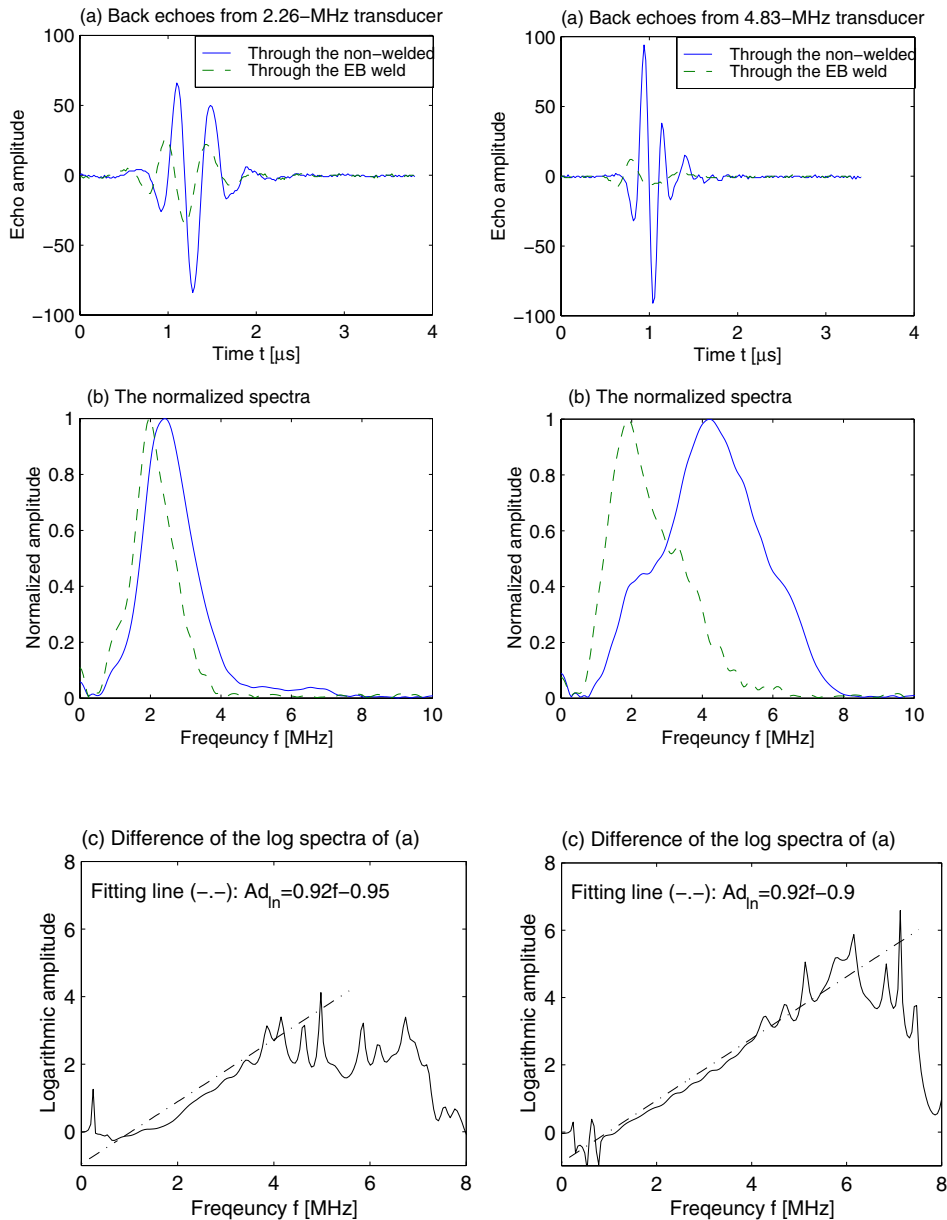 (a) Back echoes from 2.26−MHz transducer
100
50
0
−50
−100
0 1 2 3 4
Echo amplitude
Time t [μs]
Through the non−welded
Through the EB weld
(a) Back echoes from 4.83−MHz transducer
100
50
0
−50
−100
0 1 2 3 4
Echo amplitude
Time t [μs]
Through the non−welded
Through the EB weld
(b) The normalized spectra
1
0.8
0.6
0.4
0.2
0
0 2 4 6 8 10
Normalized amplitude
Freqeuncy f [MHz]
(b) The normalized spectra
1
0.8
0.6
0.4
0.2
0
0 2 4 6 8 10
Normalized amplitude
Freqeuncy f [MHz]
(c) Difference of the log spectra of (a)
8
6
4
2
0
0 2 4 6 8
Logarithmic amplitude
Fitting line (−.−): Ad_ln=0.92f−0.95
Freqeuncy f [MHz]
(c) Difference of the log spectra of (a)
8
6
4
2
0
0 2 4 6 8
Logarithmic amplitude
Fitting line (−.−): Ad_ln=0.92f−0.9
Freqeuncy f [MHz]